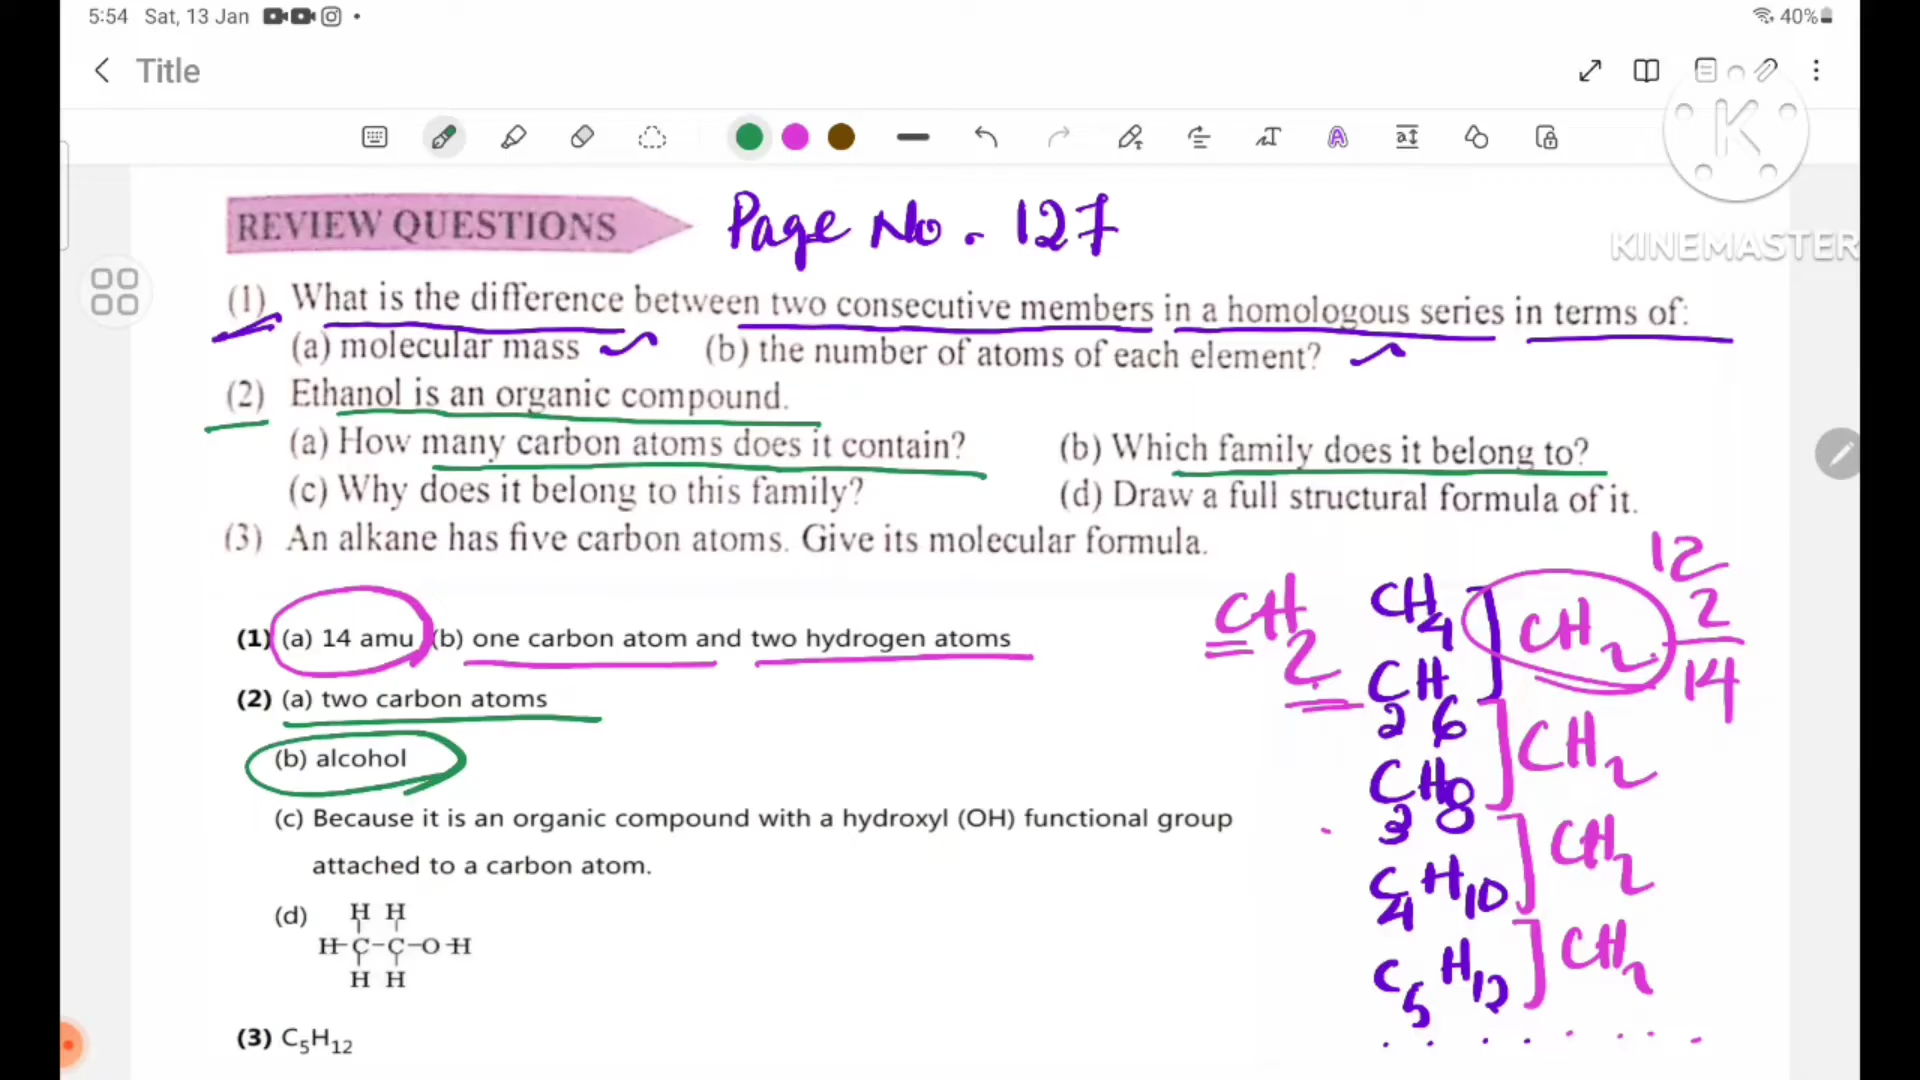 5:54 Sat, 13 Jan
40%
Title
KINEMASTER
REVIEW QUESTIONS Page No. 127
(1) What is the difference between two consecutive members in a homologous series in terms of:
(a) molecular mass (b) the number of atoms of each element?
(2) Ethanol is an organic compound.
(a) How many carbon atoms does it contain? (b) Which family does it belong to?
(c) Why does it belong to this family? (d) Draw a full structural formula of it.
(3) An alkane has five carbon atoms. Give its molecular formula.
(1) (a) 14 amu (b) one carbon atom and two hydrogen atoms
(2) (a) two carbon atoms
(b) alcohol
(c) Because it is an organic compound with a hydroxyl (OH) functional group
attached to a carbon atom.
(d) H H
H-C-C-O-H
H H
(3) C5H12
CH2
CH4
C2H6
C3H8
C4H10
C5H12
CH2
CH2
CH2
CH2
12
2
14